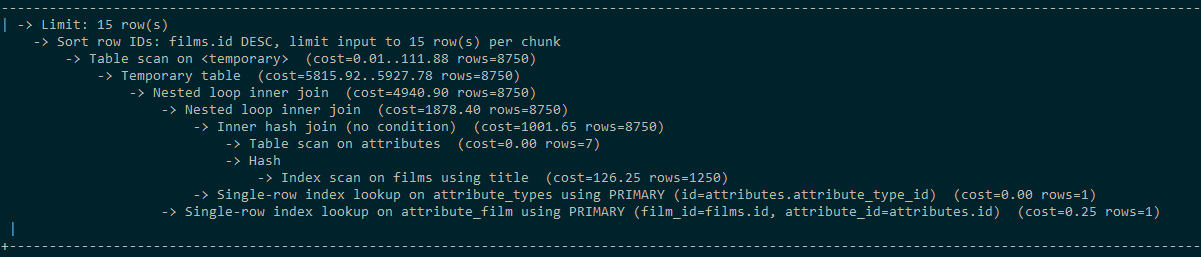 | -> Limit: 15 row(s)
-> Sort row IDs: films.id DESC, limit input to 15 row(s) per chunk
-> Table scan on <temporary>  (cost=0.01..111.88 rows=8750)
-> Temporary table  (cost=5815.92..5927.78 rows=8750)
-> Nested loop inner join  (cost=4940.90 rows=8750)
-> Nested loop inner join  (cost=1878.40 rows=8750)
-> Inner hash join (no condition)  (cost=1001.65 rows=8750)
-> Table scan on attributes  (cost=0.00 rows=7)
-> Hash
-> Index scan on films using title  (cost=126.25 rows=1250)
-> Single-row index lookup on attribute_types using PRIMARY (id=attributes.attribute_type_id)  (cost=0.00 rows=1)
-> Single-row index lookup on attribute_film using PRIMARY (film_id=films.id, attribute_id=attributes.id)  (cost=0.25 rows=1)
|